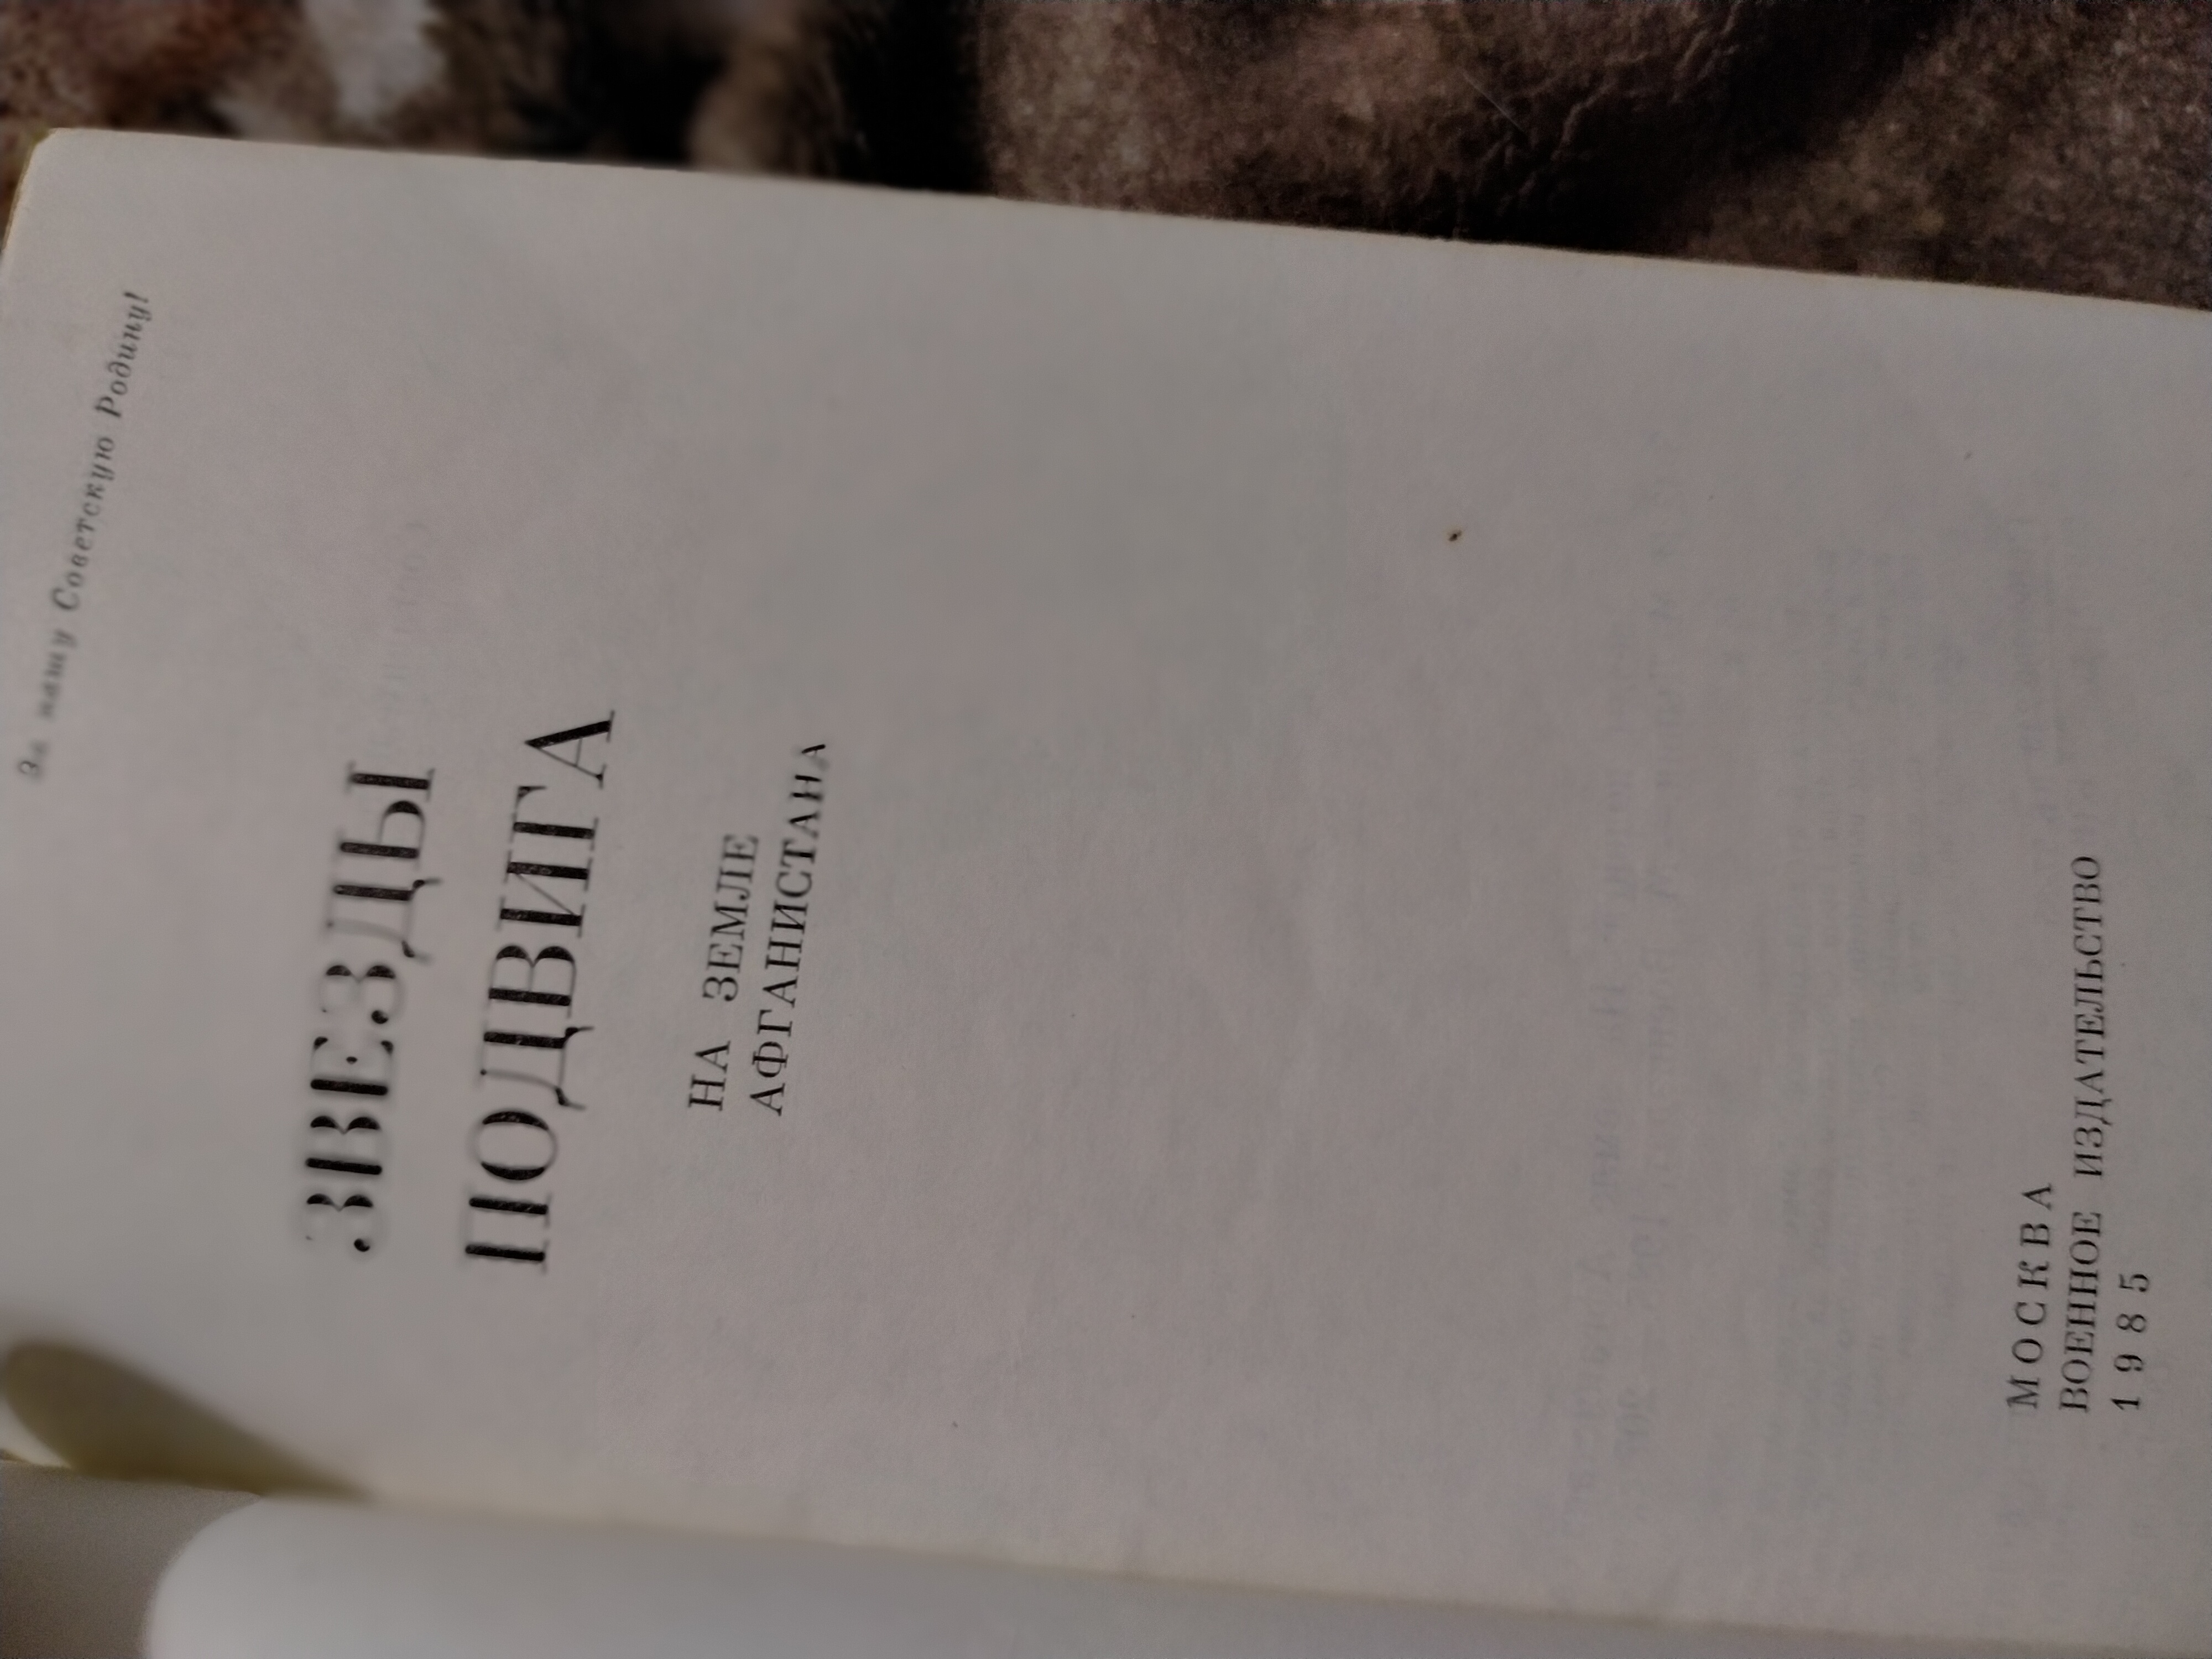 За нашу Советскую Родину!
ЗВЕЗДЫ
ПОДВИГА
НА ЗЕМЛЕ
АФГАНИСТАНА
МОСКВА
ВОЕННОЕ ИЗДАТЕЛЬСТВО
1985